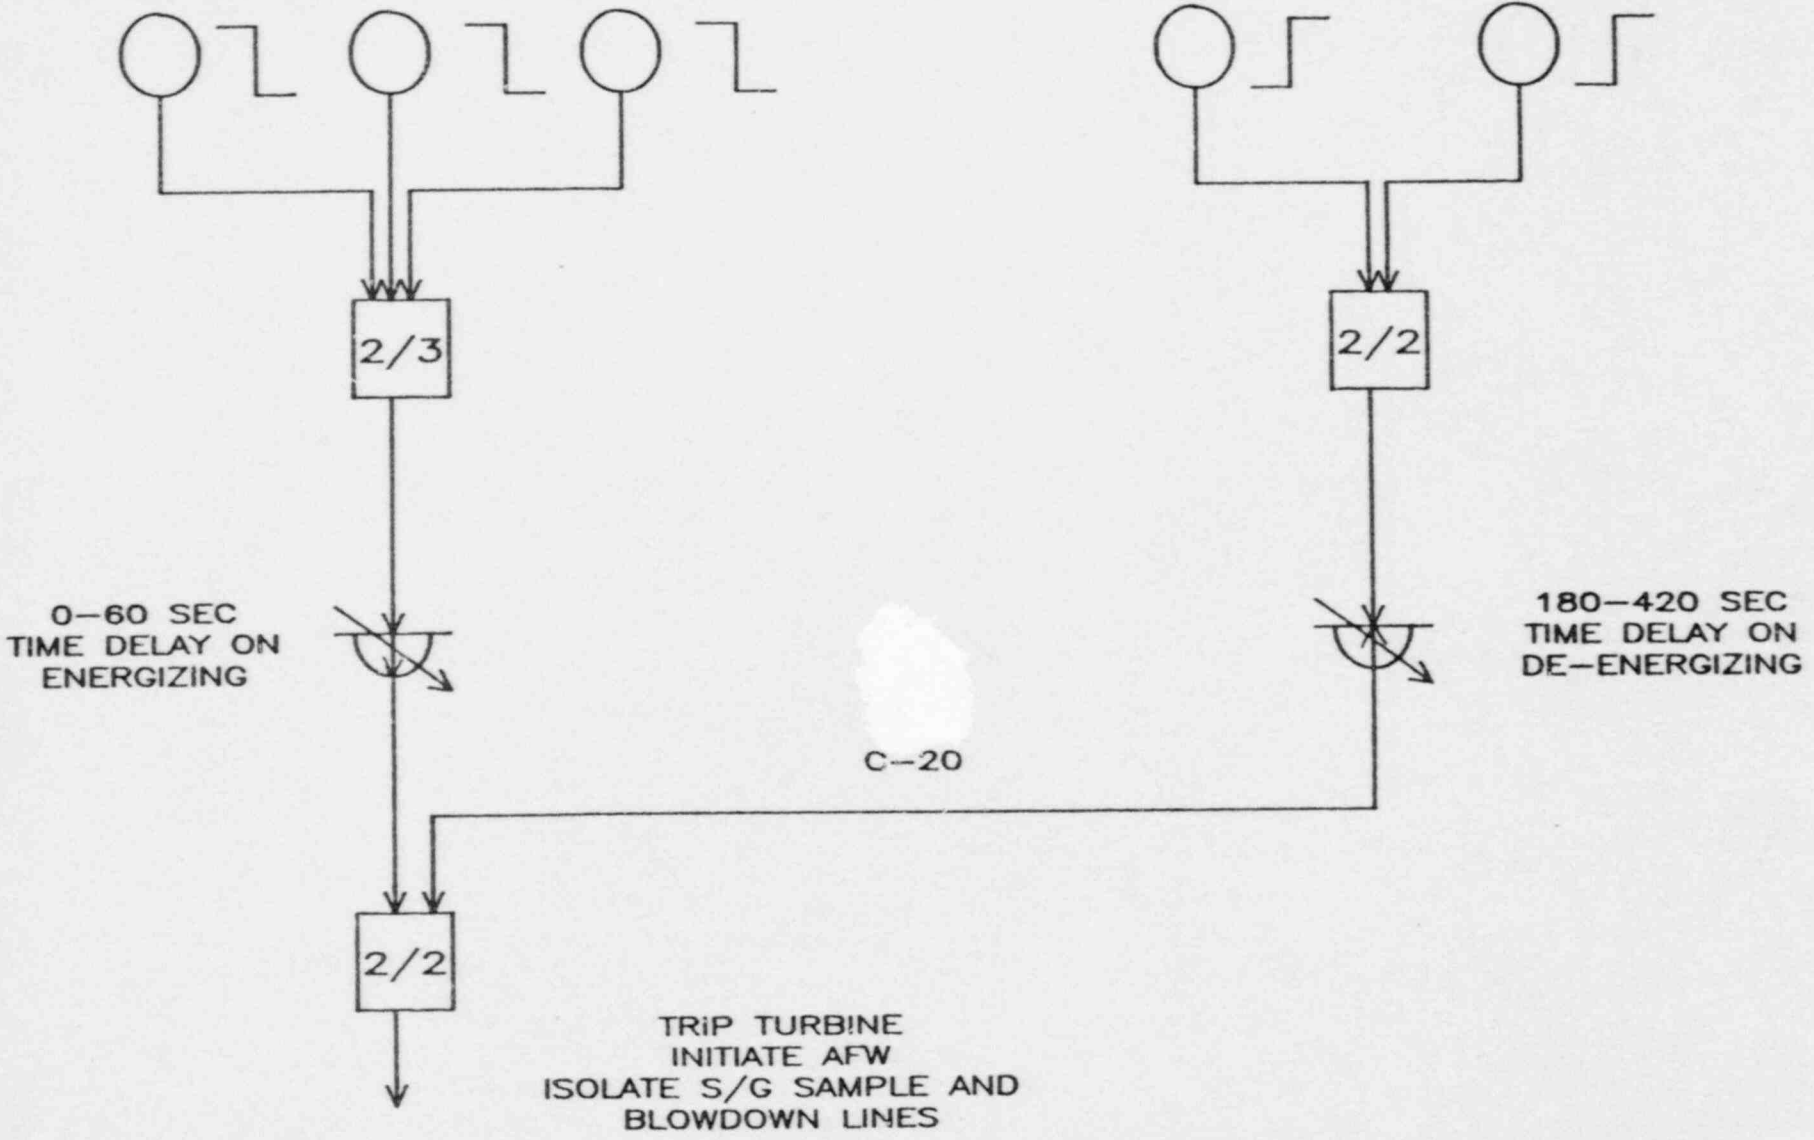 2/3
2/2
0-60 SEC
TIME DELAY ON
ENERGIZING
180-420 SEC
TIME DELAY ON
DE-ENERGIZING
C-20
2/2
TRIP TURBINE
INITIATE AFW
ISOLATE S/G SAMPLE AND
BLOWDOWN LINES